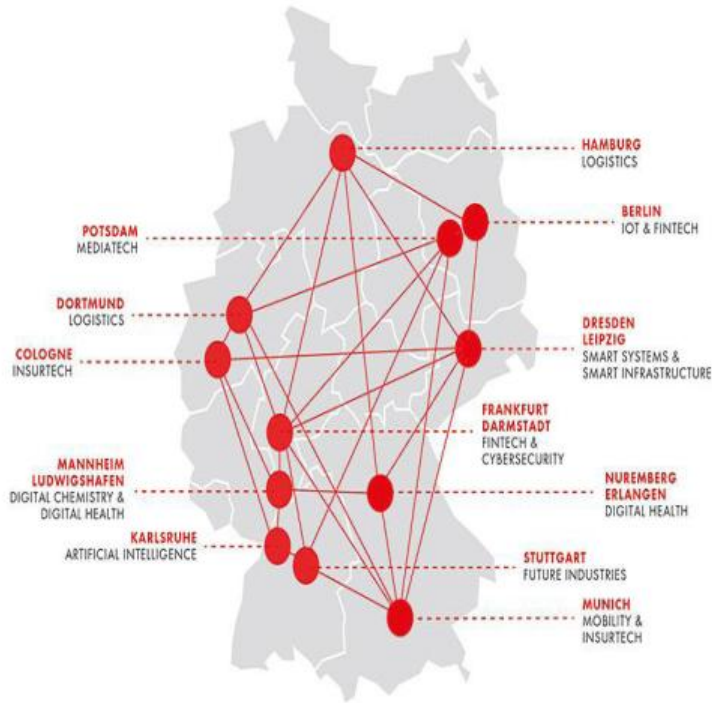 HAMBURG
LOGISTICS
BERLIN
IOT & FINTECH
POTSDAM
MEDIATECH
DORTMUND
LOGISTICS
COLOGNE
INSURTECH
DRESDEN
LEIPZIG
SMART SYSTEMS &
SMART INFRASTRUCTURE
FRANKFURT
DARMSTADT
FINTECH &
CYBERSECURITY
MANNHEIM
LUDWIGSHAFEN
DIGITAL CHEMISTRY &
DIGITAL HEALTH
NUREMBERG
ERLANGEN
DIGITAL HEALTH
KARLSRUHE
ARTIFICIAL INTELLIGENCE
STUTTGART
FUTURE INDUSTRIES
MUNICH
MOBILITY &
INSURTECH